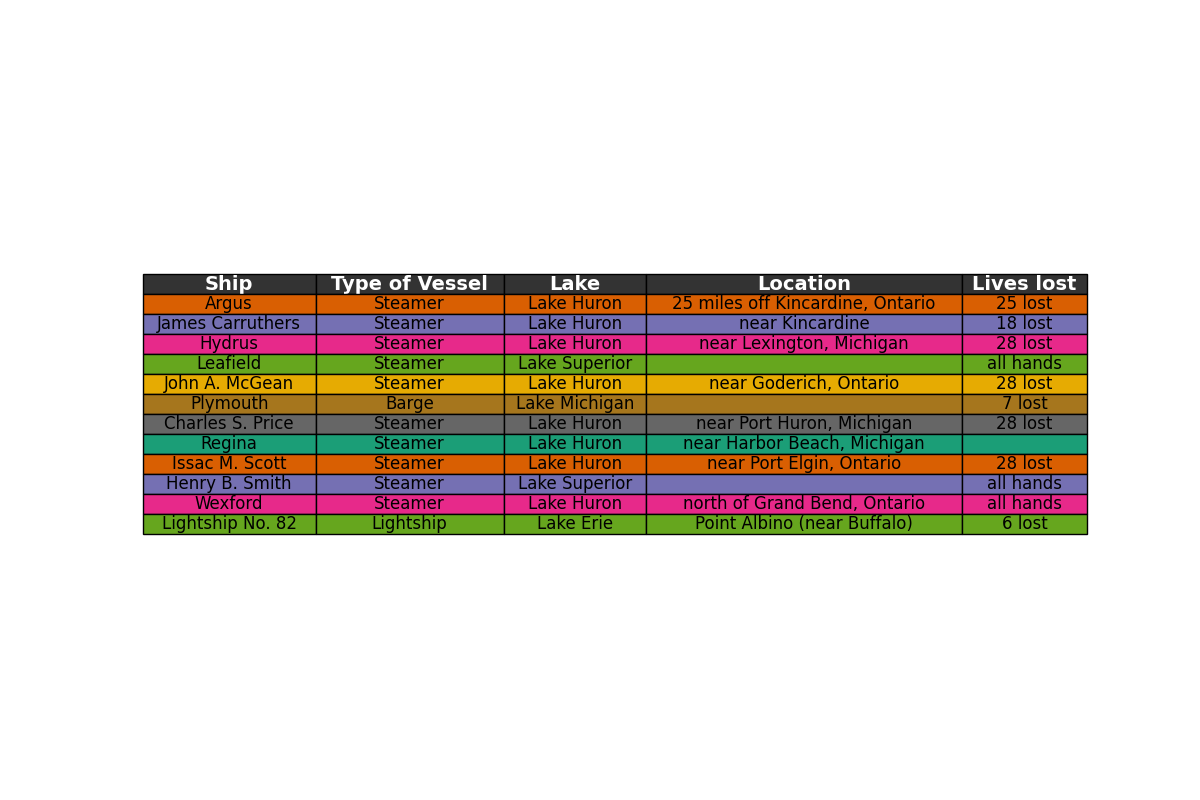 Ship Type of Vessel Lake Location Lives lost
Argus Steamer Lake Huron 25 miles off Kincardine, Ontario 25 lost
James Carruthers Steamer Lake Huron near Kincardine 18 lost
Hydrus Steamer Lake Huron near Lexington, Michigan 28 lost
Leafield Steamer Lake Superior all hands
John A. McGean Steamer Lake Huron near Goderich, Ontario 28 lost
Plymouth Barge Lake Michigan 7 lost
Charles S. Price Steamer Lake Huron near Port Huron, Michigan 28 lost
Regina Steamer Lake Huron near Harbor Beach, Michigan
Issac M. Scott Steamer Lake Huron near Port Elgin, Ontario 28 lost
Henry B. Smith Steamer Lake Superior all hands
Wexford Steamer Lake Huron north of Grand Bend, Ontario all hands
Lightship No. 82 Lightship Lake Erie Point Albino (near Buffalo) 6 lost